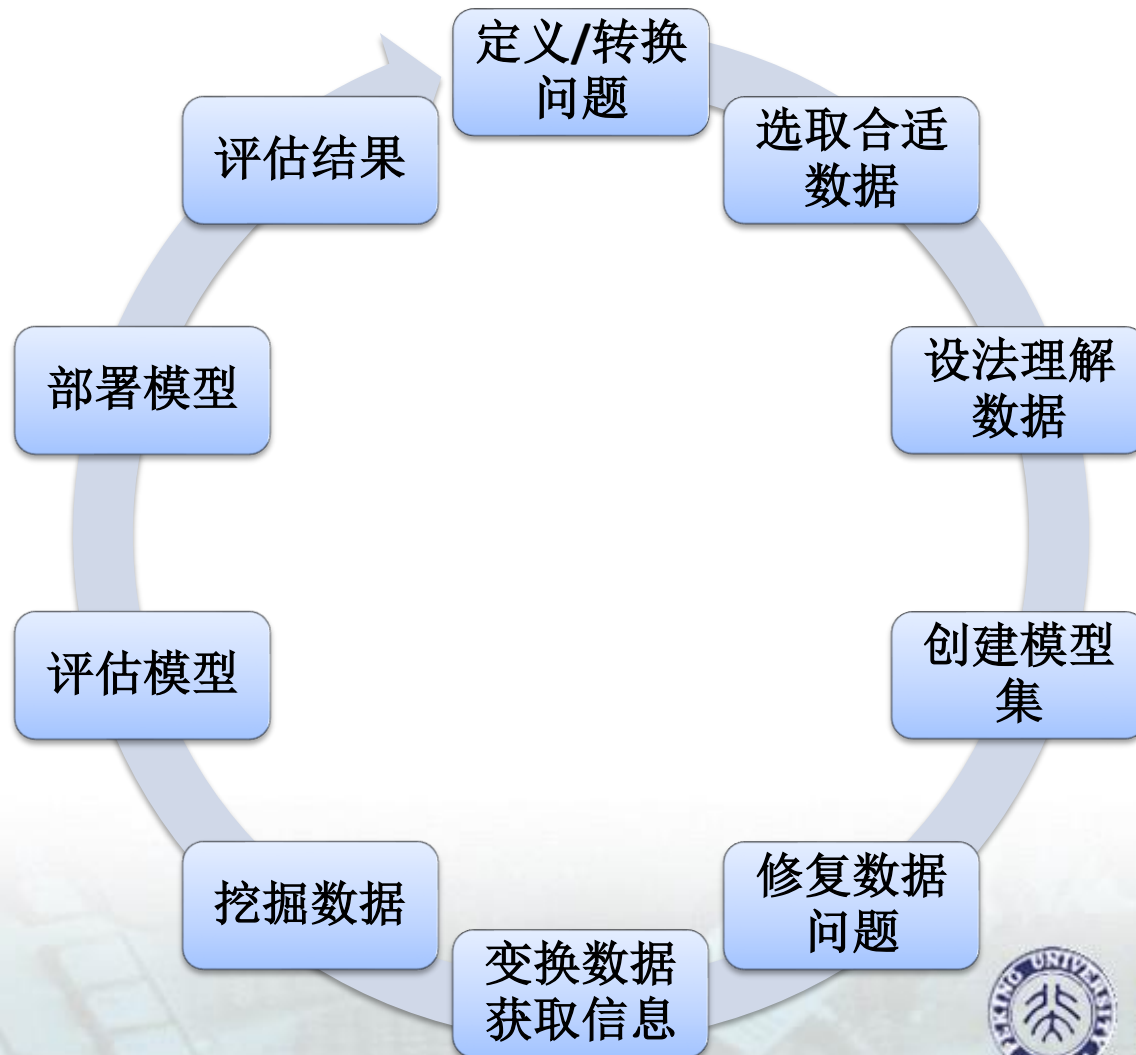 定义/转换
问题
选取合适
数据
设法理解
数据
创建模型
集
修复数据
问题
变换数据
获取信息
挖掘数据
评估模型
部署模型
评估结果
PEKING UNIVERSITY